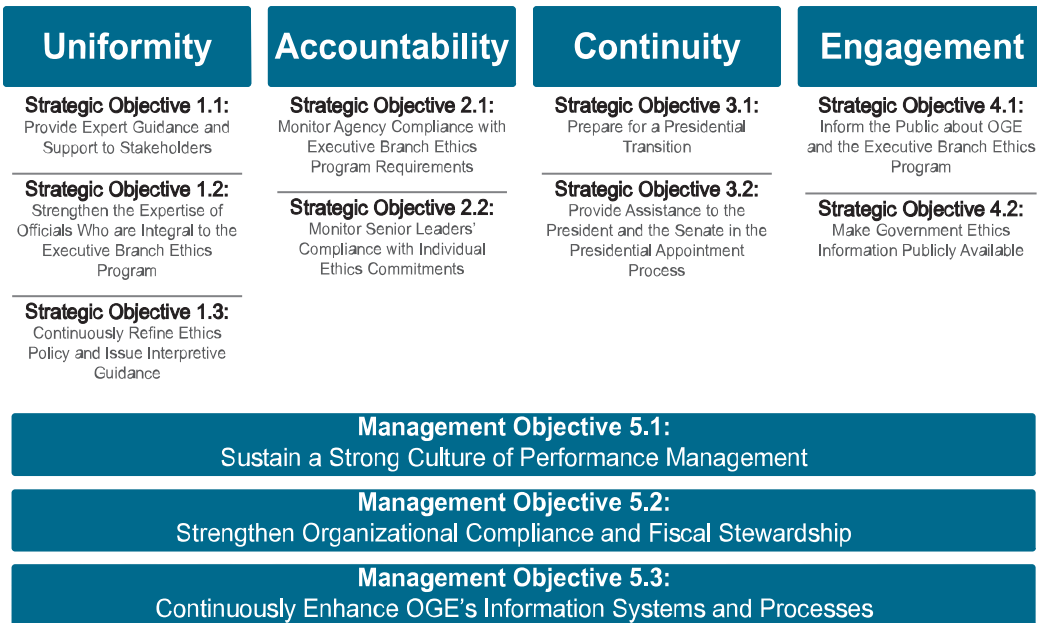 Uniformity
Strategic Objective 1.1:
Provide Expert Guidance and
Support to Stakeholders
Strategic Objective 1.2:
Strengthen the Expertise of
Officials Who are Integral to the
Executive Branch Ethics
Program
Strategic Objective 1.3:
Continuously Refine Ethics
Policy and Issue Interpretive
Guidance
Accountability
Strategic Objective 2.1:
Monitor Agency Compliance with
Executive Branch Ethics
Program Requirements
Strategic Objective 2.2:
Monitor Senior Leaders'
Compliance with Individual
Ethics Commitments
Continuity
Strategic Objective 3.1:
Prepare for a Presidential
Transition
Strategic Objective 3.2:
Provide Assistance to the
President and the Senate in the
Presidential Appointment
Process
Engagement
Strategic Objective 4.1:
Inform the Public about OGE
and the Executive Branch Ethics
Program
Strategic Objective 4.2:
Make Government Ethics
Information Publicly Available
Management Objective 5.1:
Sustain a Strong Culture of Performance Management
Management Objective 5.2:
Strengthen Organizational Compliance and Fiscal Stewardship
Management Objective 5.3:
Continuously Enhance OGE's Information Systems and Processes